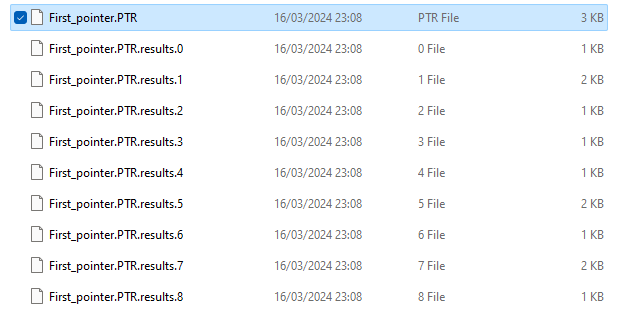 First_pointer.PTR 16/03/2024 23:08 PTR File 3 KB
First_pointer.PTR.results.0 16/03/2024 23:08 0 File 1 KB
First_pointer.PTR.results.1 16/03/2024 23:08 1 File 2 KB
First_pointer.PTR.results.2 16/03/2024 23:08 2 File 1 KB
First_pointer.PTR.results.3 16/03/2024 23:08 3 File 1 KB
First_pointer.PTR.results.4 16/03/2024 23:08 4 File 1 KB
First_pointer.PTR.results.5 16/03/2024 23:08 5 File 2 KB
First_pointer.PTR.results.6 16/03/2024 23:08 6 File 1 KB
First_pointer.PTR.results.7 16/03/2024 23:08 7 File 2 KB
First_pointer.PTR.results.8 16/03/2024 23:08 8 File 1 KB